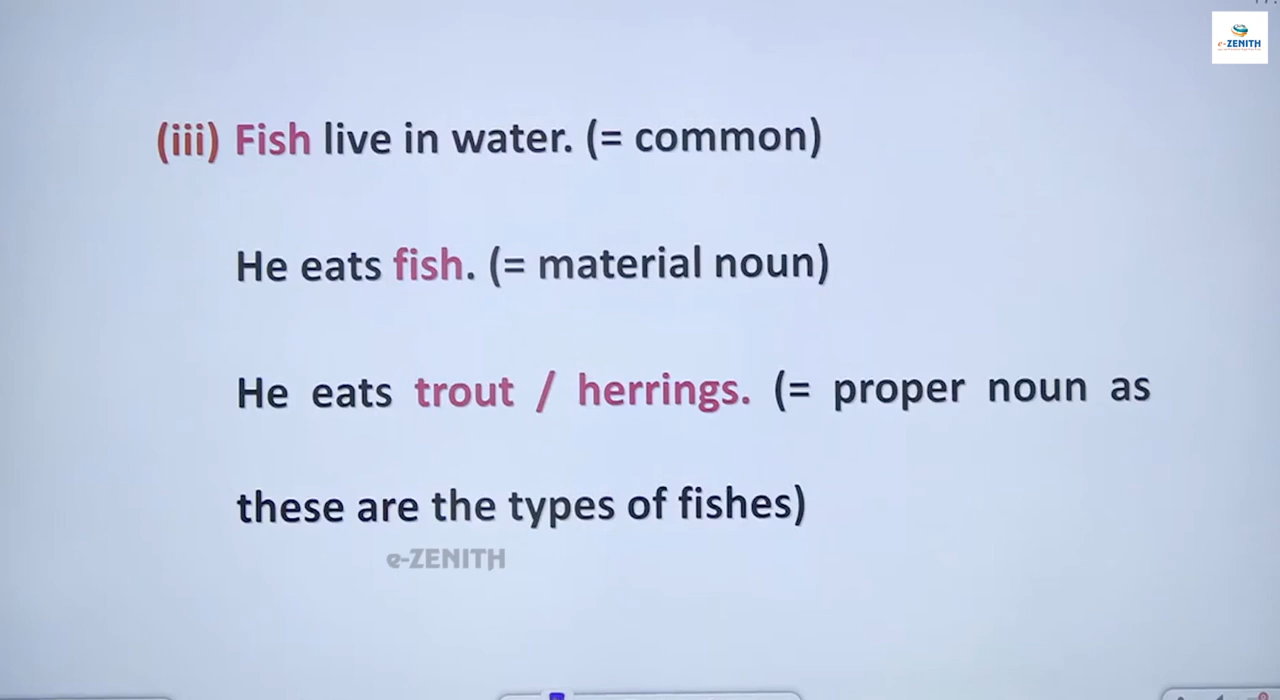 e-ZENITH
(iii) Fish live in water. (= common)
He eats fish. (= material noun)
He eats trout / herrings. (= proper noun as
these are the types of fishes)
e-ZENITH